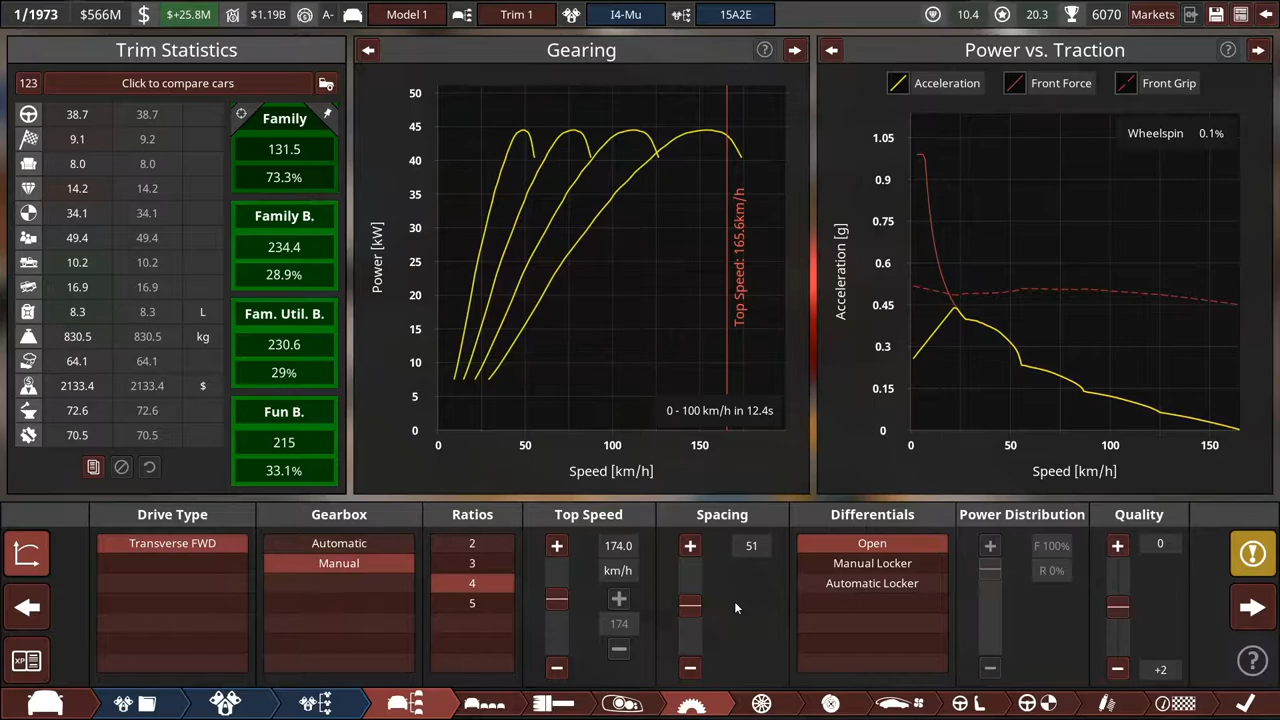 1/1973
$566M
$+25.8M
$1.19B
A-
Model 1
Trim 1
I4-Mu
15A2E
10.4
20.3
6070
Markets
Trim Statistics
123
Click to compare cars
38.7 38.7
9.1 9.2
8.0 8.0
14.2 14.2
34.1 34.1
49.4 49.4
10.2 10.2
16.9 16.9
8.3 8.3 L
830.5 830.5 kg
64.1 64.1
2133.4 2133.4 $
72.6 72.6
70.5 70.5
Family
131.5
73.3%
Family B.
234.4
28.9%
Fam. Util. B.
230.6
29%
Fun B.
215
33.1%
Gearing
?
50
45
40
35
30
25
20
15
10
5
0
Power [kW]
Top Speed: 165.6km/h
0 - 100 km/h in 12.4s
0 50 100 150
Speed [km/h]
Power vs. Traction
?
Acceleration
Front Force
Front Grip
Wheelspin 0.1%
1.05
0.9
0.75
0.6
0.45
0.3
0.15
0
Acceleration [g]
0 50 100 150
Speed [km/h]
Drive Type
Transverse FWD
Gearbox
Automatic
Manual
Ratios
2
3
4
5
Top Speed
+
174.0
km/h
+
174
-
-
Spacing
+
51
-
Differentials
Open
Manual Locker
Automatic Locker
Power Distribution
+
F 100%
R 0%
-
Quality
+
0
-
+2
XP
!
?